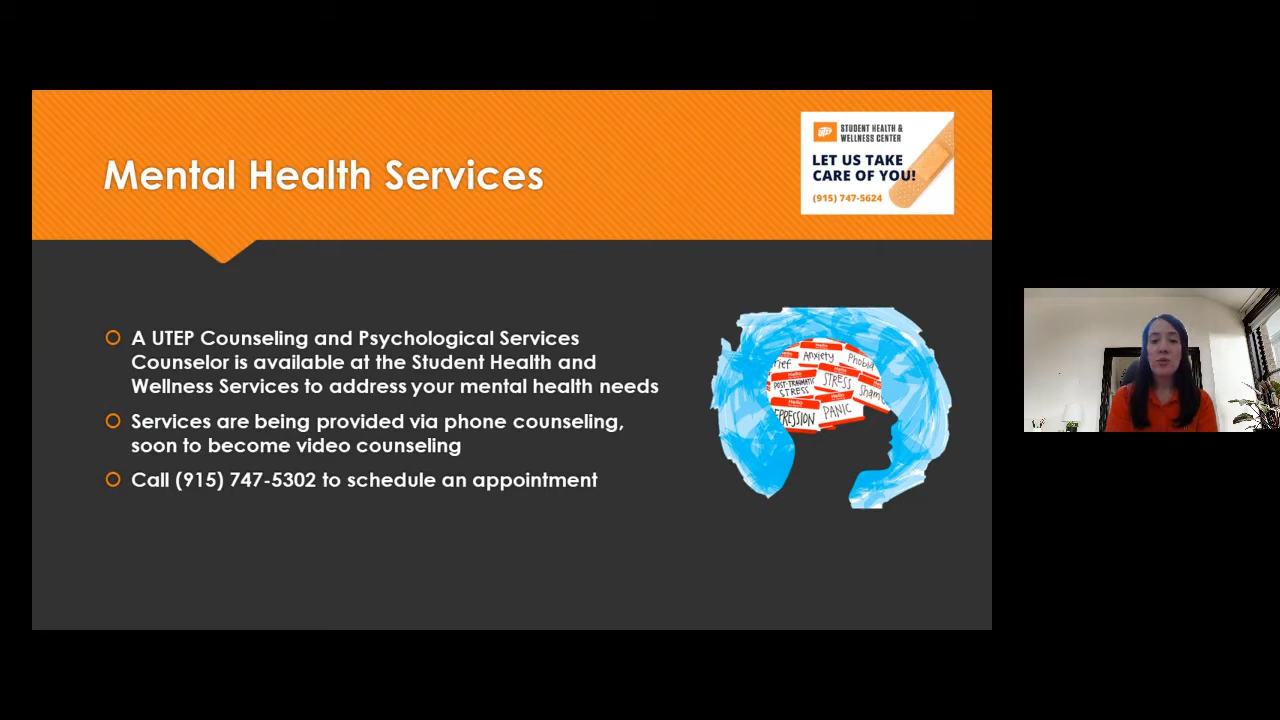 Mental Health Services
UTEP
STUDENT HEALTH &
WELLNESS CENTER
LET US TAKE
CARE OF YOU!
(915) 747-5624
A UTEP Counseling and Psychological Services
Counselor is available at the Student Health and
Wellness Services to address your mental health needs
Services are being provided via phone counseling,
soon to become video counseling
Call (915) 747-5302 to schedule an appointment
Hello
Anxiety
Phobia
POST-TRAUMATIC
STRESS
STRESS
PANIC